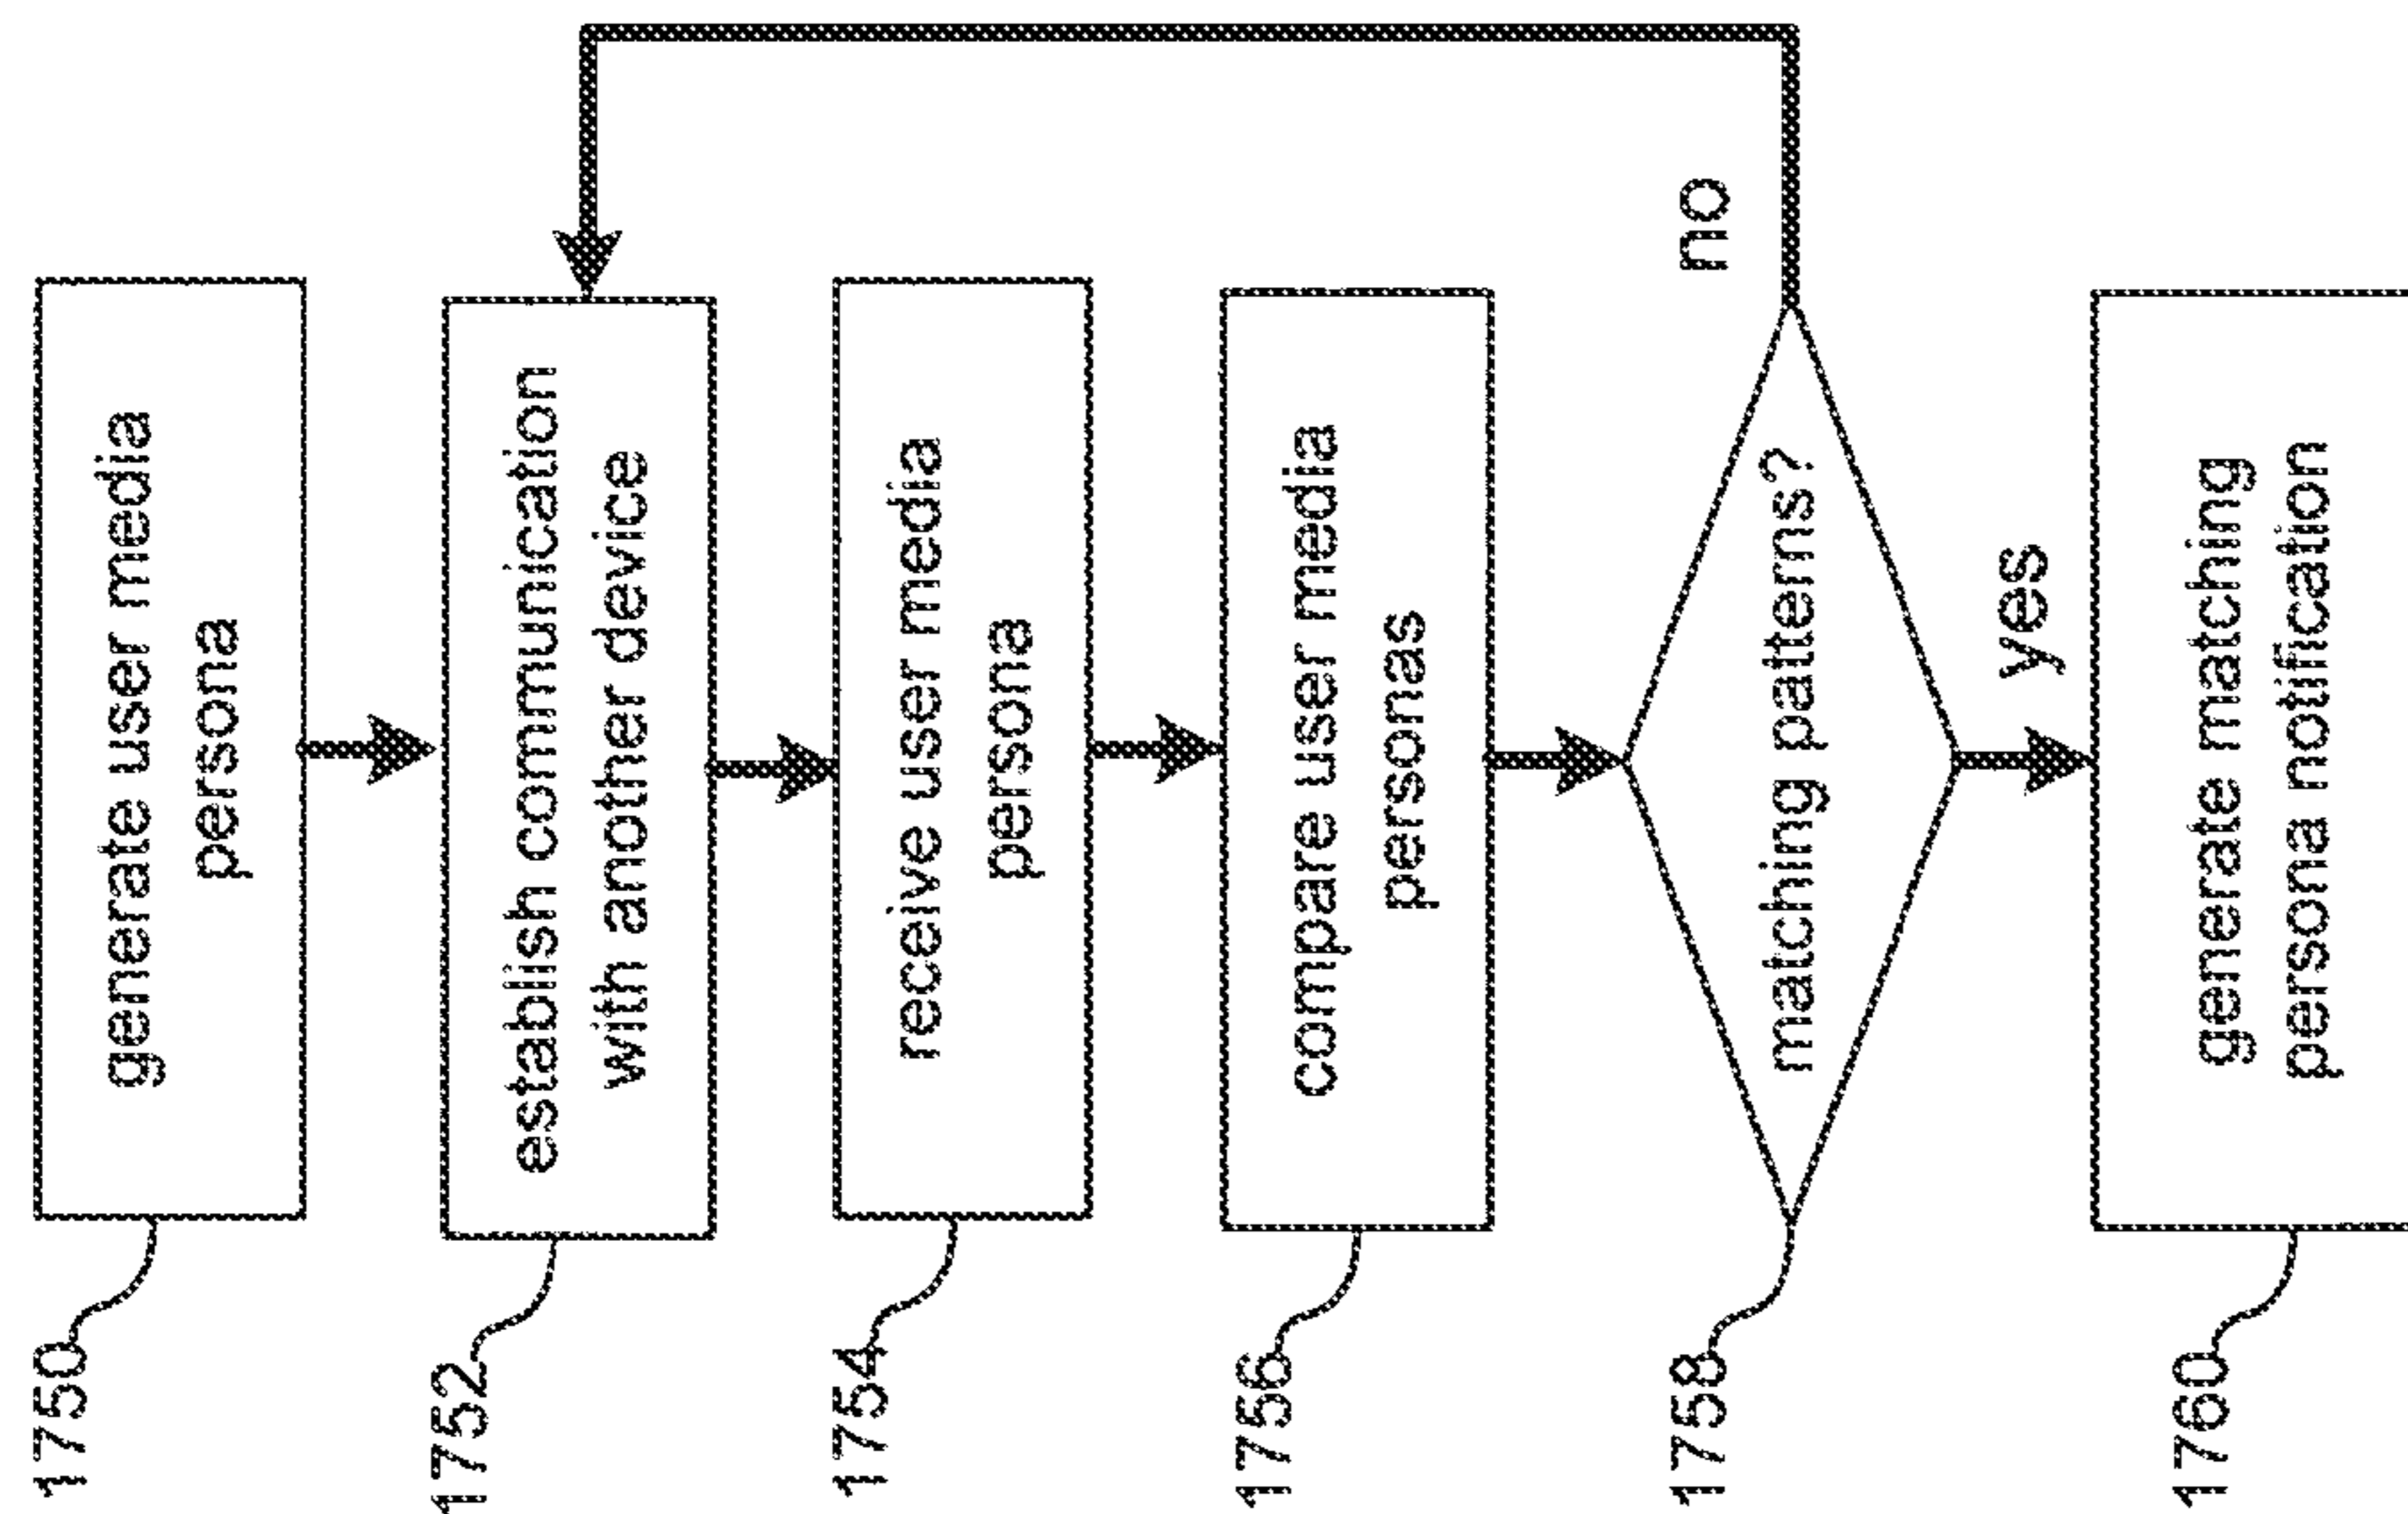 1750
generate user media
persona
1752
establish communication
with another device
1754
receive user media
persona
1756
compare user media
personas
1758
matching patterns?
no
yes
1760
generate matching
persona notification